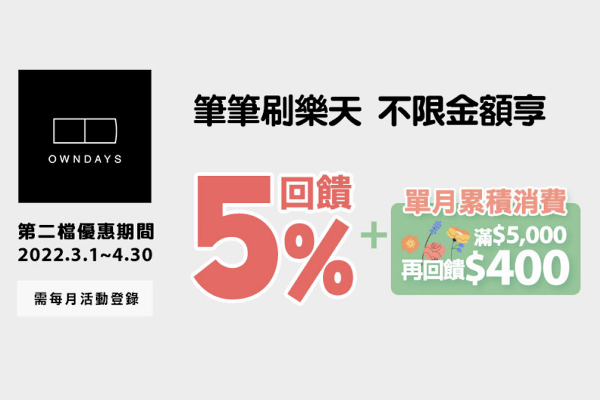 OWNDAYS
第二檔優惠期間
2022.3.1~4.30
需每月活動登錄
筆筆刷樂天 不限金額享
5%回饋
+
單月累積消費
滿$5,000
再回饋$400